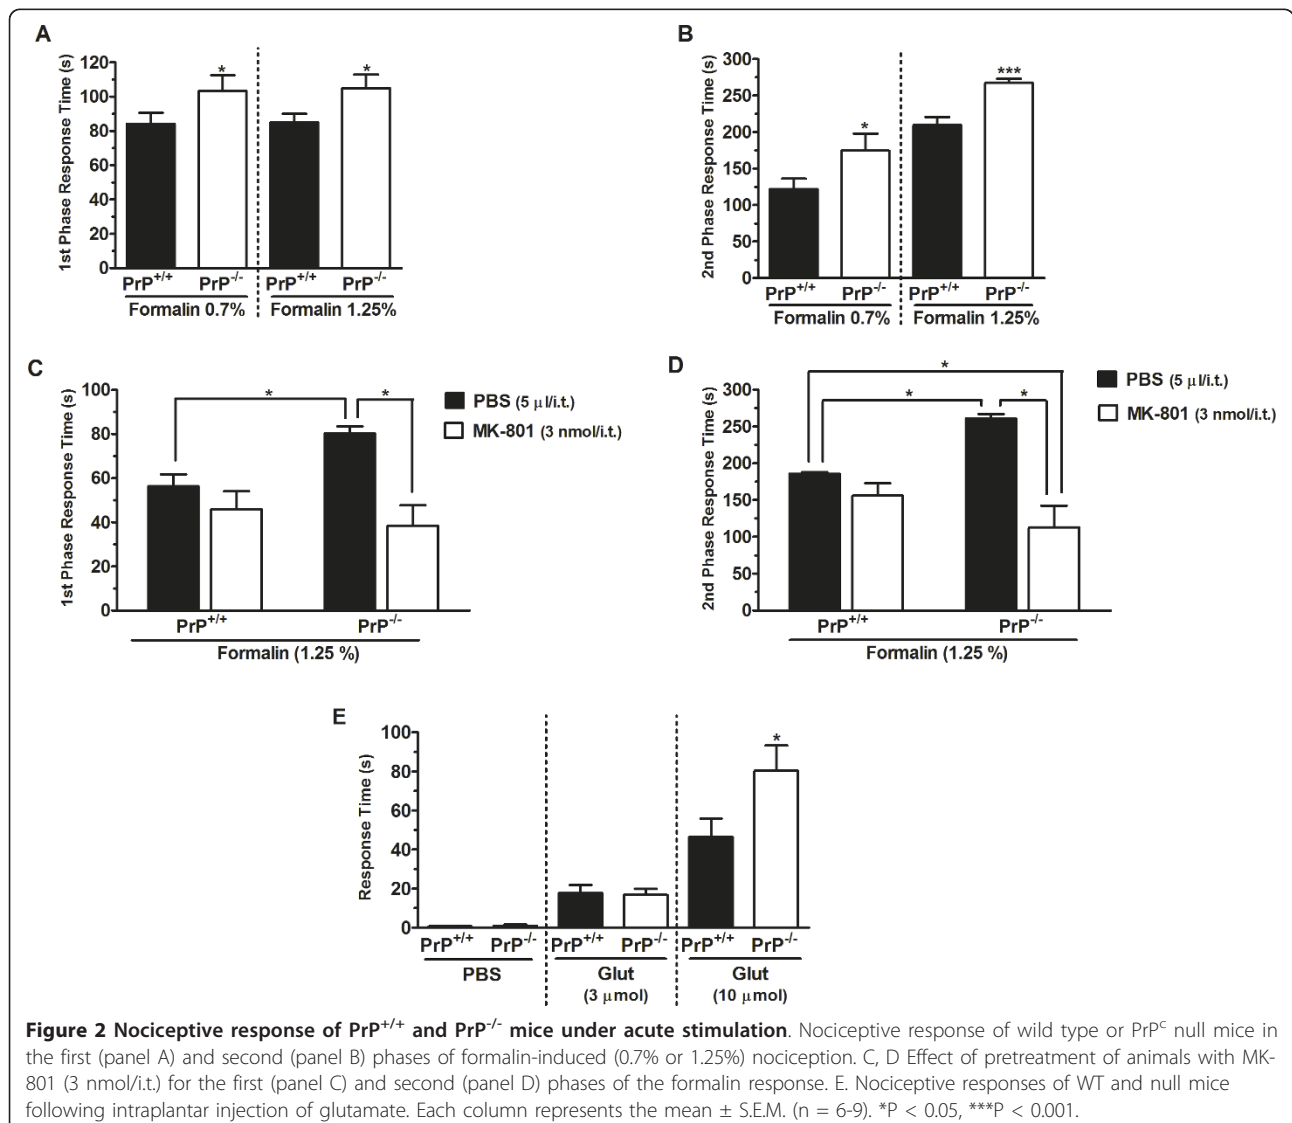 A
1st Phase Response Time (s)
120
100
80
60
40
20
0
* *
PrP+/+ PrP-/- PrP+/+ PrP-/-
Formalin 0.7% Formalin 1.25%
B
2nd Phase Response Time (s)
300
250
200
150
100
50
0
* ***
PrP+/+ PrP-/- PrP+/+ PrP-/-
Formalin 0.7% Formalin 1.25%
C
1st Phase Response Time (s)
100
80
60
40
20
0
* *
PBS (5 µl/i.t.)
MK-801 (3 nmol/i.t.)
PrP+/+ PrP-/-
Formalin (1.25 %)
D
2nd Phase Response Time (s)
300
250
200
150
100
50
0
*
* *
PBS (5 µl/i.t.)
MK-801 (3 nmol/i.t.)
PrP+/+ PrP-/-
Formalin (1.25 %)
E
Response Time (s)
100
80
60
40
20
0
*
PrP+/+ PrP-/- PrP+/+ PrP-/- PrP+/+ PrP-/-
PBS Glut Glut
(3 µmol) (10 µmol)
Figure 2 Nociceptive response of PrP+/+ and PrP-/- mice under acute stimulation. Nociceptive response of wild type or PrPc null mice in
the first (panel A) and second (panel B) phases of formalin-induced (0.7% or 1.25%) nociception. C, D Effect of pretreatment of animals with MK-
801 (3 nmol/i.t.) for the first (panel C) and second (panel D) phases of the formalin response. E. Nociceptive responses of WT and null mice
following intraplantar injection of glutamate. Each column represents the mean ± S.E.M. (n = 6-9). *P < 0.05, ***P < 0.001.